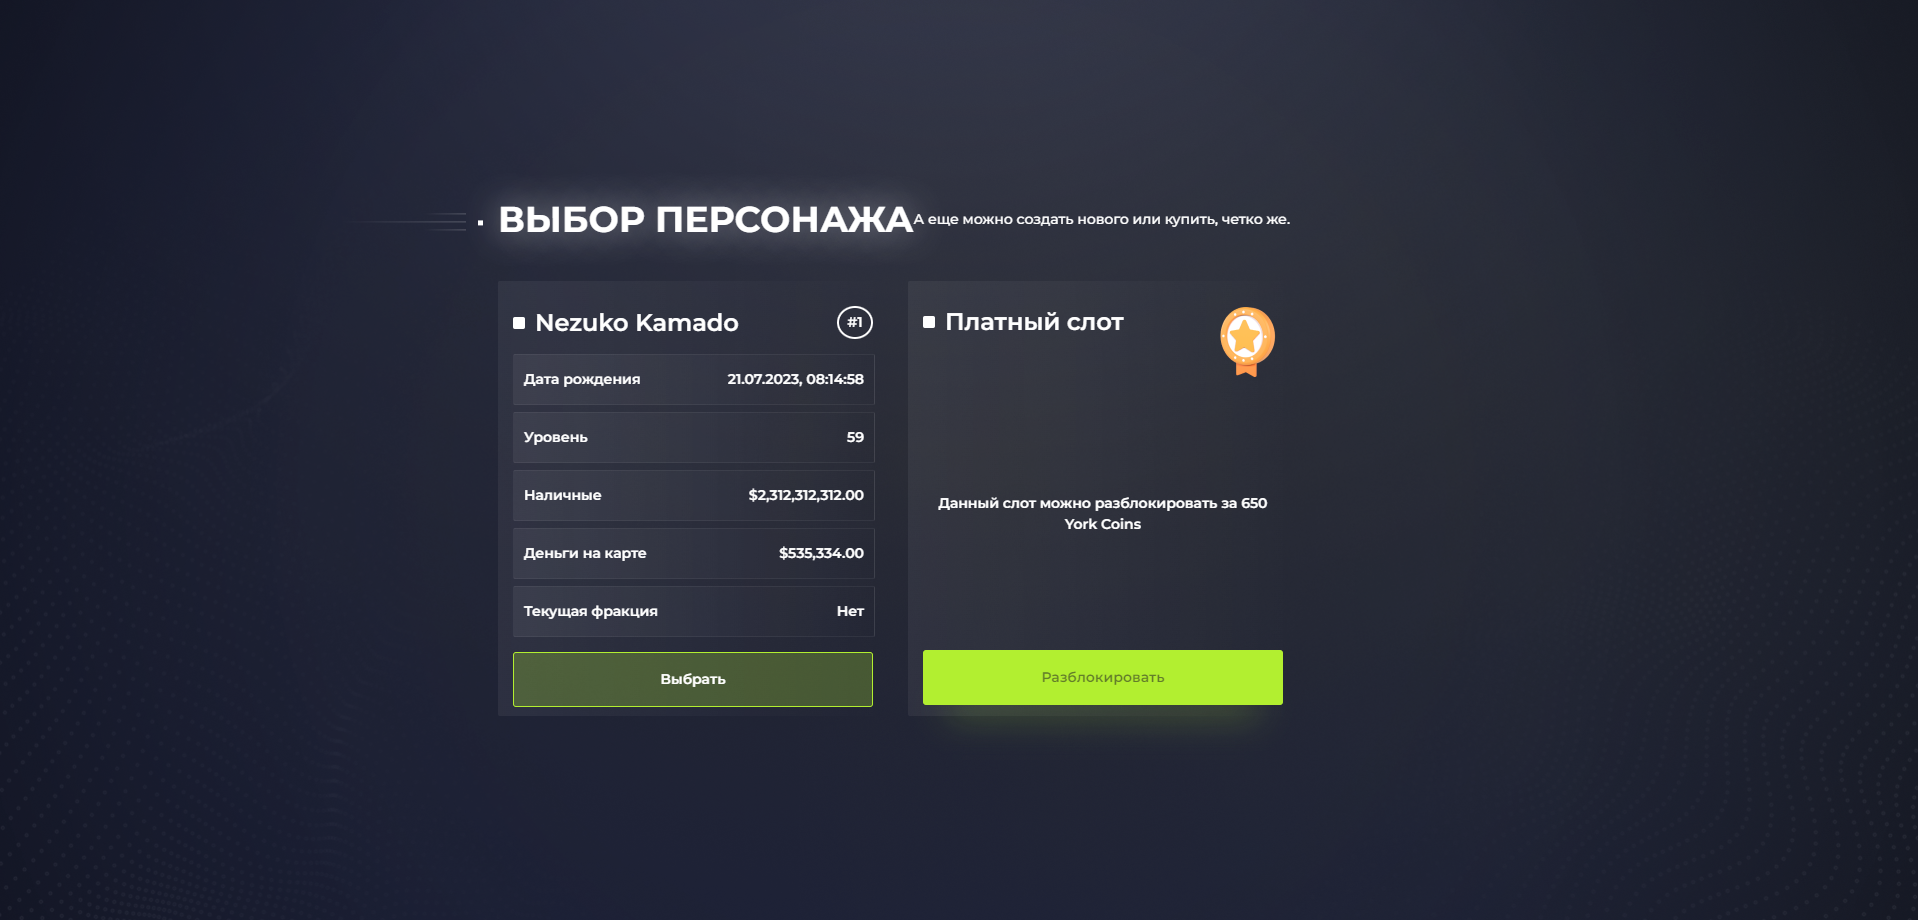 ВЫБОР ПЕРСОНАЖА А еще можно создать нового или купить, четко же.
Nezuko Kamado #1
Дата рождения 21.07.2023, 08:14:58
Уровень 59
Наличные $2,312,312,312.00
Деньги на карте $535,334.00
Текущая фракция Нет
Выбрать
Платный слот
Данный слот можно разблокировать за 650
York Coins
Разблокировать